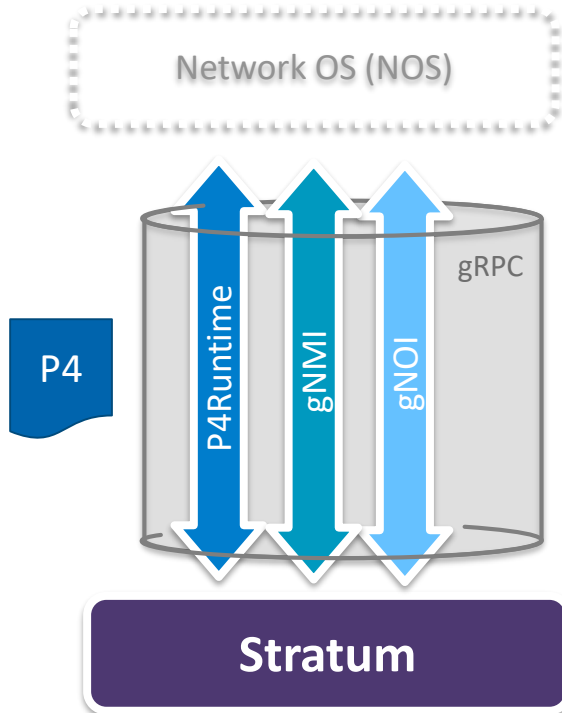 Network OS (NOS)
gRPC
P4
P4Runtime
gNMI
gNOI
Stratum